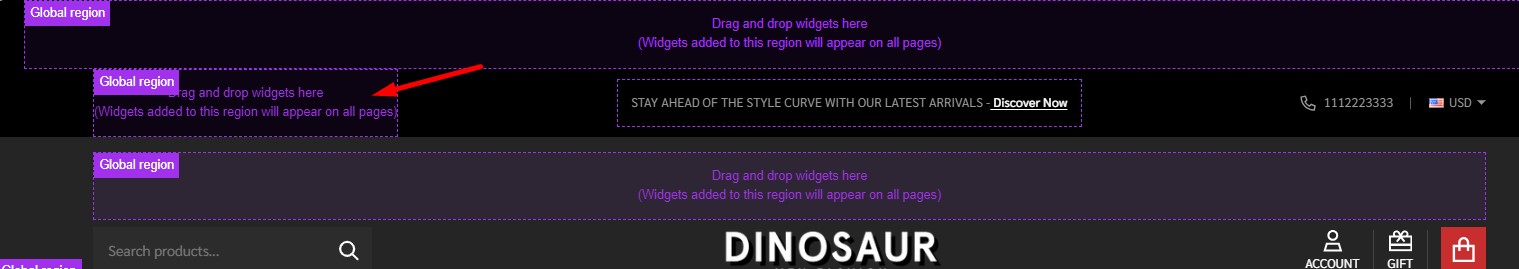 Global region
Drag and drop widgets here
(Widgets added to this region will appear on all pages)
Global region
Drag and drop widgets here
(Widgets added to this region will appear on all pages)
STAY AHEAD OF THE STYLE CURVE WITH OUR LATEST ARRIVALS - Discover Now
1112223333 | USD
Global region
Drag and drop widgets here
(Widgets added to this region will appear on all pages)
Search products...
DINOSAUR
ACCOUNT
GIFT
Global region